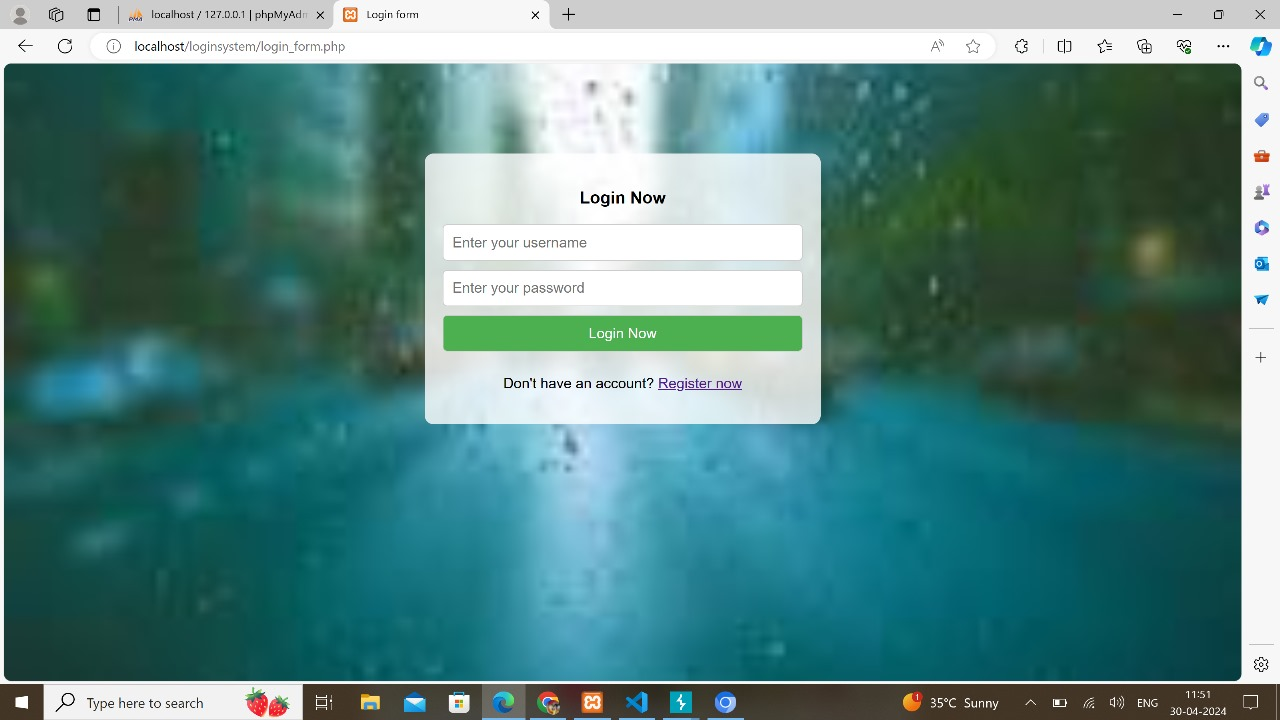 localhost / 127.0.0.1 | phpMyAdm
Login form
localhost/loginsystem/login_form.php
Login Now
Enter your username
Enter your password
Login Now
Don't have an account? Register now
Type here to search
1
35°C Sunny
ENG
11:51
30-04-2024